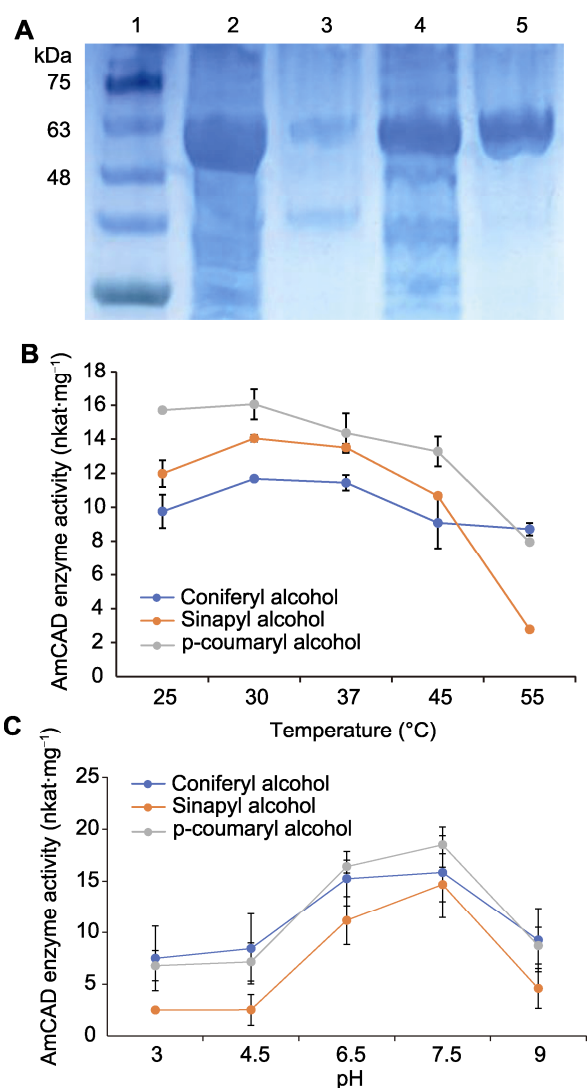 A
1 2 3 4 5
kDa
75
63
48
B
AmCAD enzyme activity (nkat·mg⁻¹)
18
16
14
12
10
8
6
4
2
0
Coniferyl alcohol
Sinapyl alcohol
p-coumaryl alcohol
25 30 37 45 55
Temperature (°C)
C
AmCAD enzyme activity (nkat·mg⁻¹)
25
20
15
10
5
0
Coniferyl alcohol
Sinapyl alcohol
p-coumaryl alcohol
3 4.5 6.5 7.5 9
pH